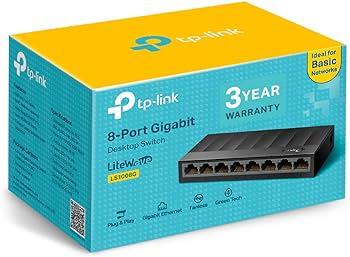 tp-link
Ideal for
Basic
Networks
tp-link
3 YEAR
WARRANTY
8-Port Gigabit
Desktop Switch
LiteWave
LS1008G
Plug & Play
Gigabit Ethernet
Fanless
Green Tech